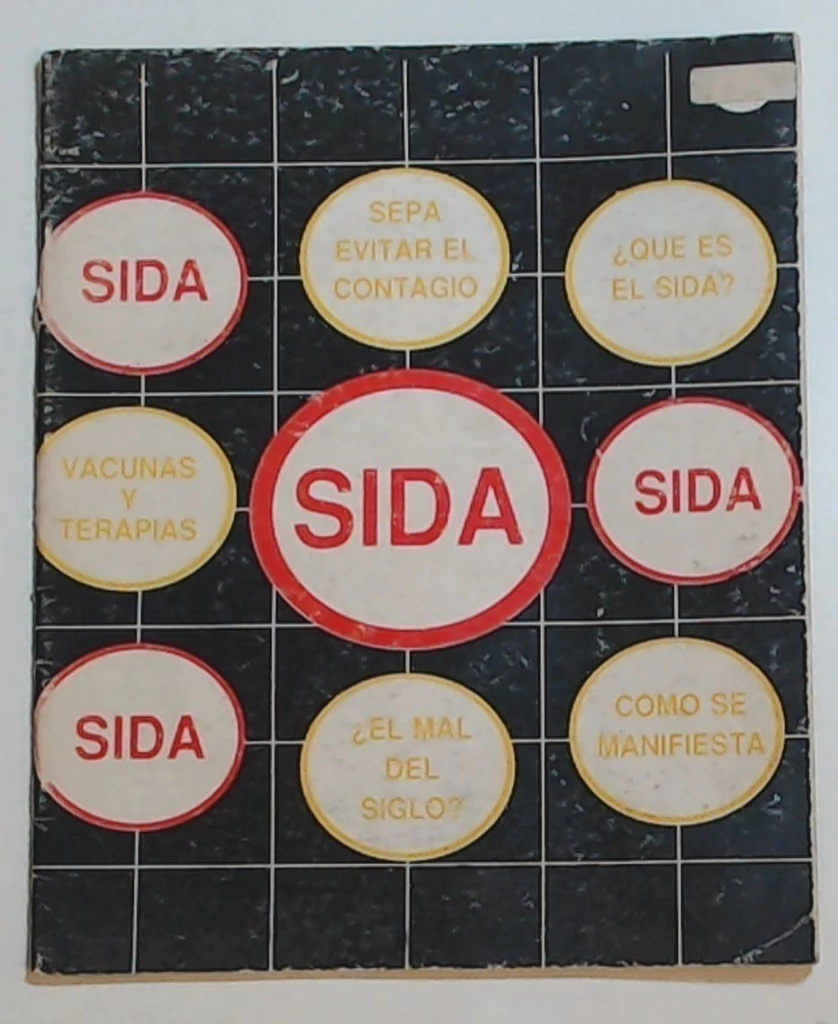 SIDA
SEPA
EVITAR EL
CONTAGIO
¿QUE ES
EL SIDA?
VACUNAS
Y
TERAPIAS
SIDA
SIDA
SIDA
¿EL MAL
DEL
SIGLO?
COMO SE
MANIFIESTA